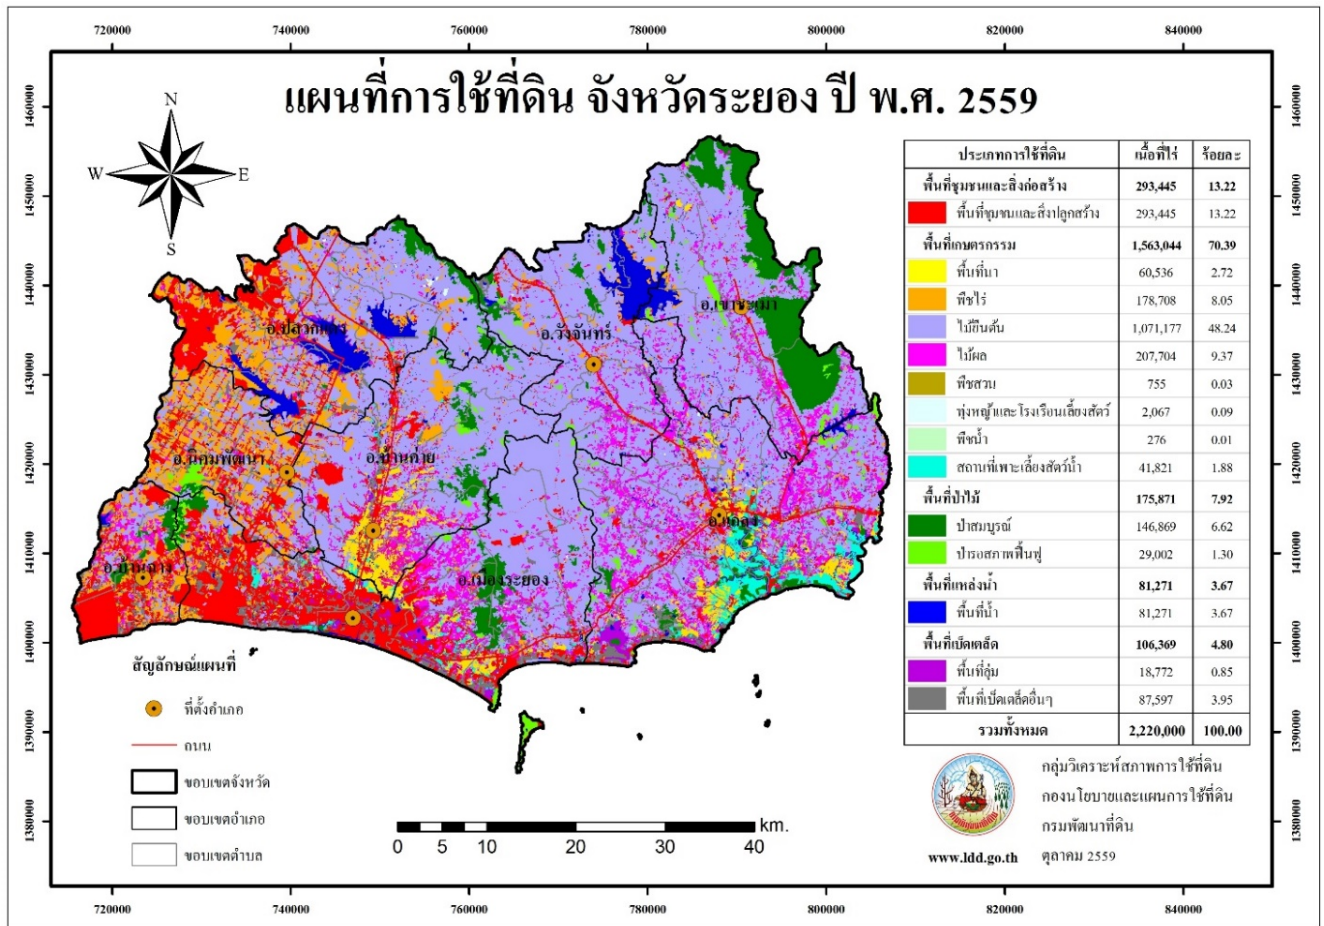 720000 740000 760000 780000 800000 820000 840000
แผนที่การใช้ที่ดิน จังหวัดระยอง ปี พ.ศ. 2559
N
W E
S
1460000
1450000
1440000
1430000
1420000
1410000
1400000
1390000
1380000
1460000
1450000
1440000
1430000
1420000
1410000
1400000
1390000
1380000
อ.ปลวกแดง
อ.วังจันทร์
อ.เขาชะเมา
อ.นิคมพัฒนา
อ.บ้านค่าย
อ.แกลง
อ.บ้านฉาง
อ.เมืองระยอง
ประเภทการใช้ที่ดิน เนื้อที่ไร่ ร้อยละ
พื้นที่ชุมชนและสิ่งก่อสร้าง 293,445 13.22
พื้นที่ชุมชนและสิ่งปลูกสร้าง 293,445 13.22
พื้นที่เกษตรกรรม 1,563,044 70.39
พื้นที่นา 60,536 2.72
พืชไร่ 178,708 8.05
ไม้ยืนต้น 1,071,177 48.24
ไม้ผล 207,704 9.37
พืชสวน 755 0.03
ทุ่งหญ้าและโรงเรือนเลี้ยงสัตว์ 2,067 0.09
พืชน้ำ 276 0.01
สถานที่เพาะเลี้ยงสัตว์น้ำ 41,821 1.88
พื้นที่ป่าไม้ 175,871 7.92
ป่าสมบูรณ์ 146,869 6.62
ป่ารอสภาพฟื้นฟู 29,002 1.30
พื้นที่แหล่งน้ำ 81,271 3.67
พื้นที่น้ำ 81,271 3.67
พื้นที่เบ็ดเตล็ด 106,369 4.80
พื้นที่ลุ่ม 18,772 0.85
พื้นที่เบ็ดเตล็ดอื่นๆ 87,597 3.95
รวมทั้งหมด 2,220,000 100.00
สัญลักษณ์แผนที่
ที่ตั้งอำเภอ
ถนน
ขอบเขตจังหวัด
ขอบเขตอำเภอ
ขอบเขตตำบล
km.
0 5 10 20 30 40
กลุ่มวิเคราะห์สภาพการใช้ที่ดิน
กองนโยบายและแผนการใช้ที่ดิน
กรมพัฒนาที่ดิน
www.ldd.go.th ตุลาคม 2559
720000 740000 760000 780000 800000 820000 840000